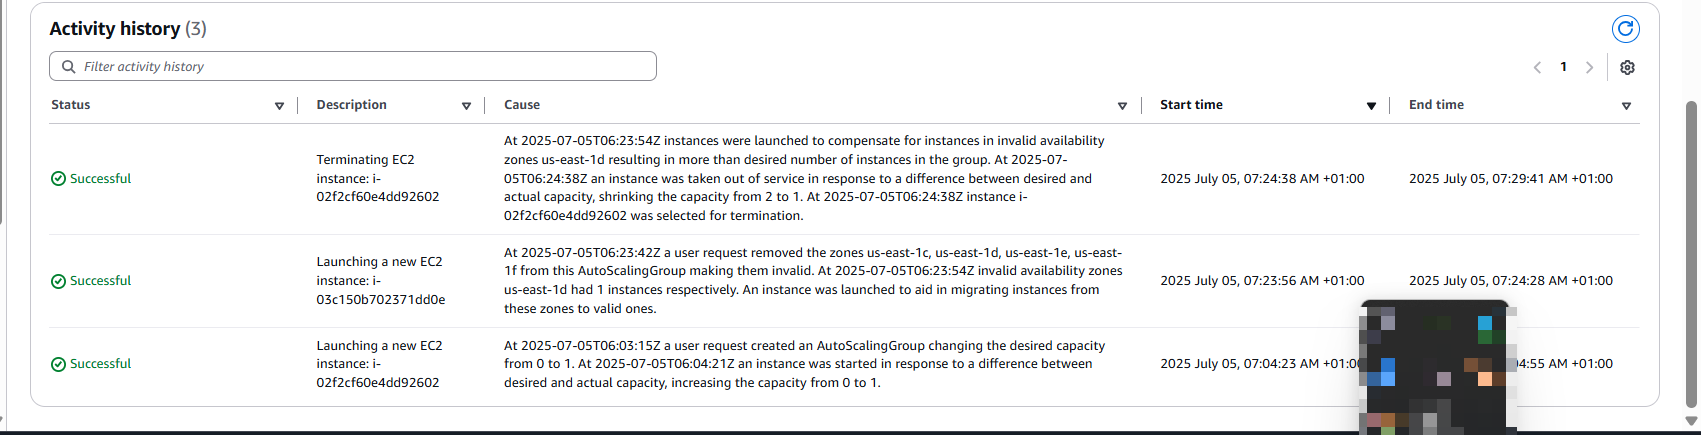 Activity history (3)
Filter activity history
1
Status Description Cause Start time End time
Successful
Terminating EC2
instance: i-
02f2cf60e4dd92602
At 2025-07-05T06:23:54Z instances were launched to compensate for instances in invalid availability
zones us-east-1d resulting in more than desired number of instances in the group. At 2025-07-
05T06:24:38Z an instance was taken out of service in response to a difference between desired and
actual capacity, shrinking the capacity from 2 to 1. At 2025-07-05T06:24:38Z instance i-
02f2cf60e4dd92602 was selected for termination.
2025 July 05, 07:24:38 AM +01:00
2025 July 05, 07:29:41 AM +01:00
Successful
Launching a new EC2
instance: i-
03c150b702371dd0e
At 2025-07-05T06:23:42Z a user request removed the zones us-east-1c, us-east-1d, us-east-1e, us-east-
1f from this AutoScalingGroup making them invalid. At 2025-07-05T06:23:54Z invalid availability zones
us-east-1d had 1 instances respectively. An instance was launched to aid in migrating instances from
these zones to valid ones.
2025 July 05, 07:23:56 AM +01:00
2025 July 05, 07:24:28 AM +01:00
Successful
Launching a new EC2
instance: i-
02f2cf60e4dd92602
At 2025-07-05T06:03:15Z a user request created an AutoScalingGroup changing the desired capacity
from 0 to 1. At 2025-07-05T06:04:21Z an instance was started in response to a difference between
desired and actual capacity, increasing the capacity from 0 to 1.
2025 July 05, 07:04:23 AM
AM +01:00